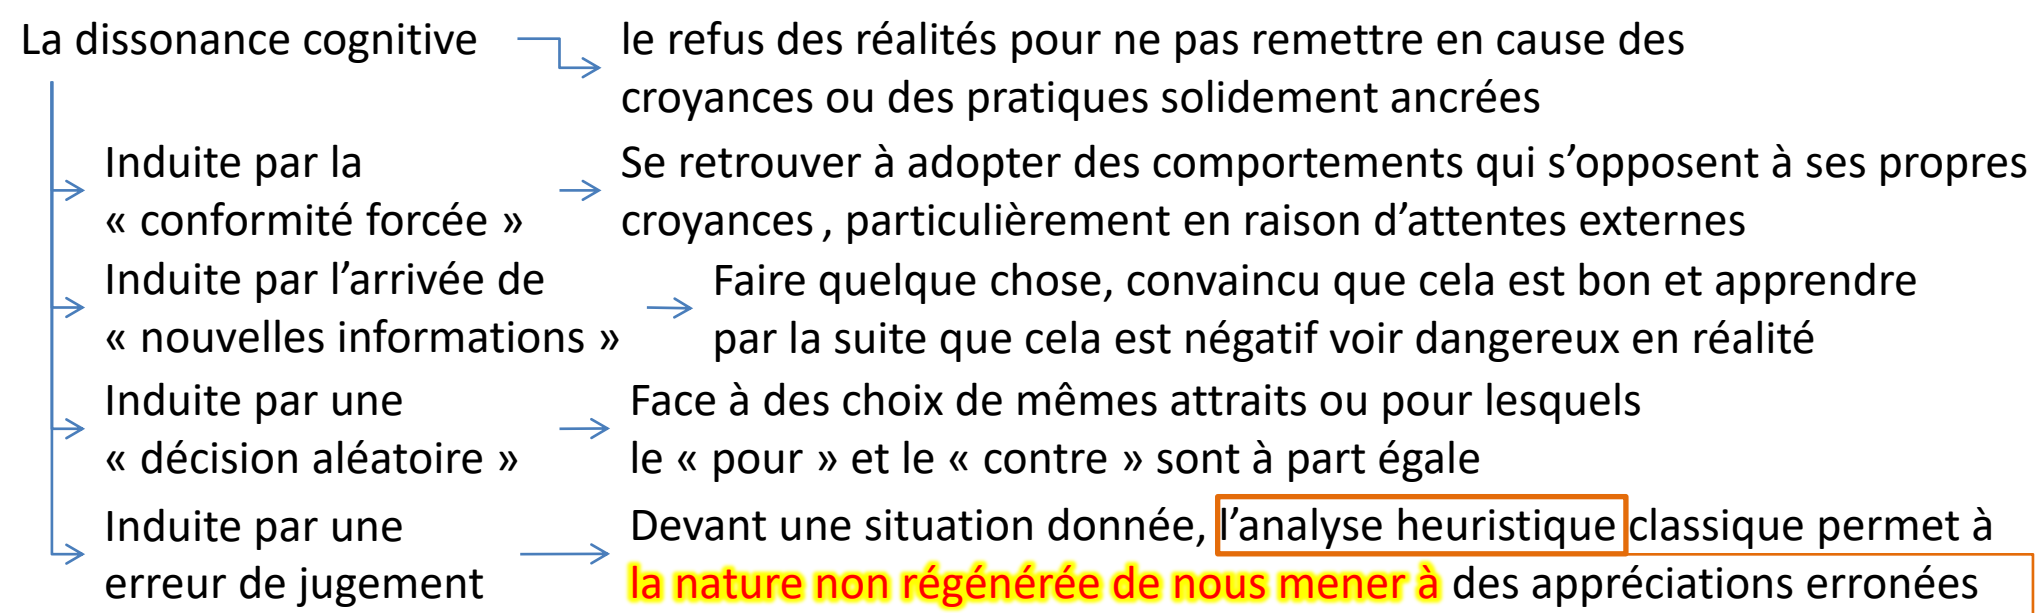 La dissonance cognitive
le refus des réalités pour ne pas remettre en cause des
croyances ou des pratiques solidement ancrées
Induite par la
« conformité forcée »
Se retrouver à adopter des comportements qui s’opposent à ses propres
croyances , particulièrement en raison d’attentes externes
Induite par l’arrivée de
« nouvelles informations »
Faire quelque chose, convaincu que cela est bon et apprendre
par la suite que cela est négatif voir dangereux en réalité
Induite par une
« décision aléatoire »
Face à des choix de mêmes attraits ou pour lesquels
le « pour » et le « contre » sont à part égale
Induite par une
erreur de jugement
Devant une situation donnée, l’analyse heuristique classique permet à
la nature non régénérée de nous mener à des appréciations erronées